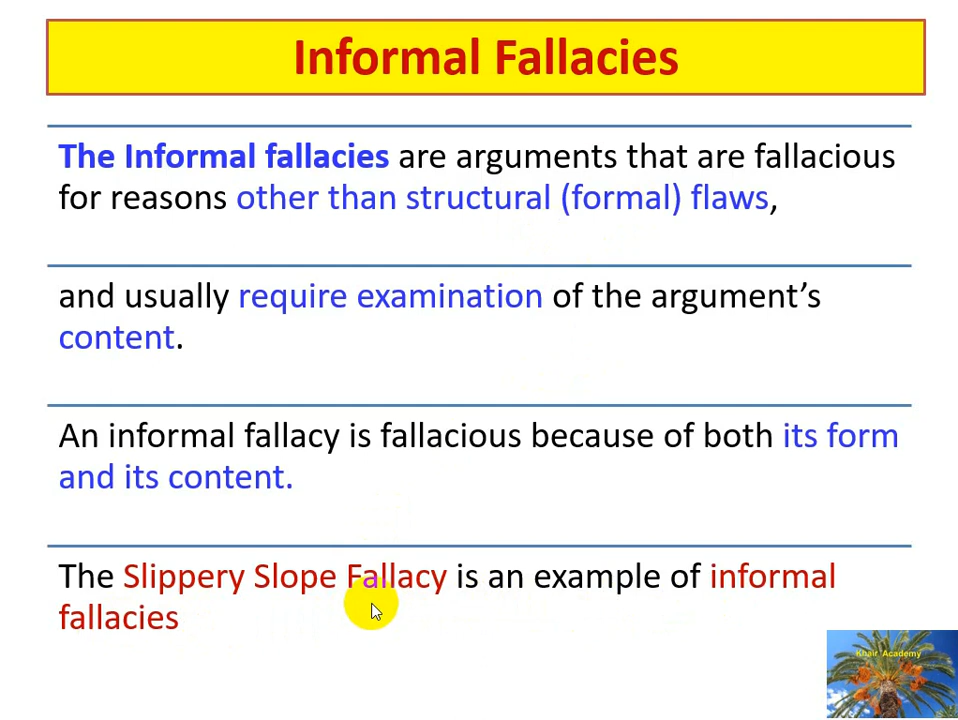 Informal Fallacies
The Informal fallacies are arguments that are fallacious
for reasons other than structural (formal) flaws,
and usually require examination of the argument’s
content.
An informal fallacy is fallacious because of both its form
and its content.
The Slippery Slope Fallacy is an example of informal
fallacies
Khair Academy